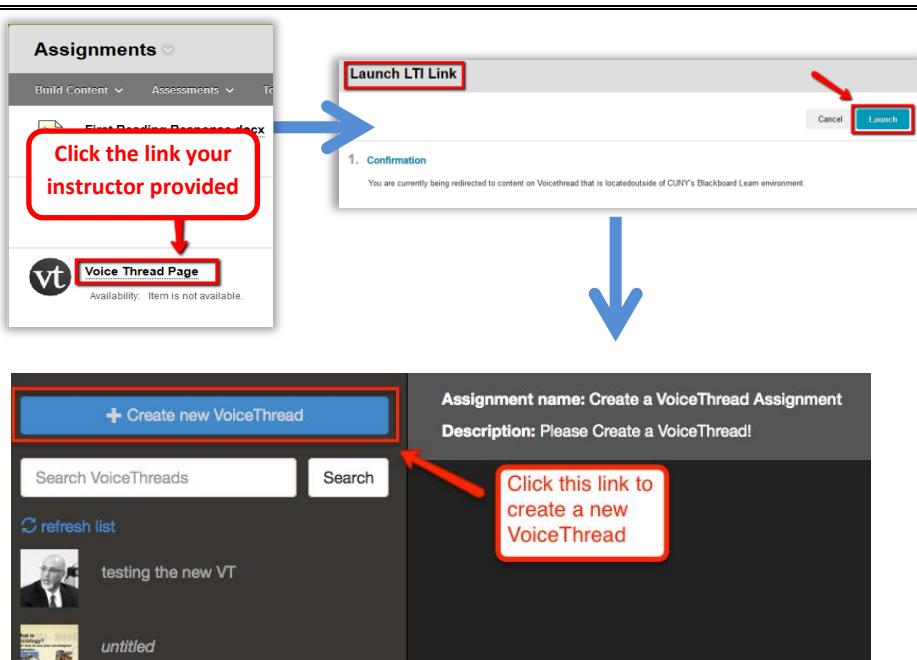 Assignments
Build Content Assessments To
First Reading Response.docx
Click the link your
instructor provided
vt
Voice Thread Page
Availability: Item is not available.
Launch LTI Link
Cancel Launch
1. Confirmation
You are currently being redirected to content on Voicethread that is locatedoutside of CUNY's Blackboard Learn environment.
+ Create new VoiceThread
Search VoiceThreads Search
refresh list
testing the new VT
untitled
Assignment name: Create a VoiceThread Assignment
Description: Please Create a VoiceThread!
Click this link to
create a new
VoiceThread